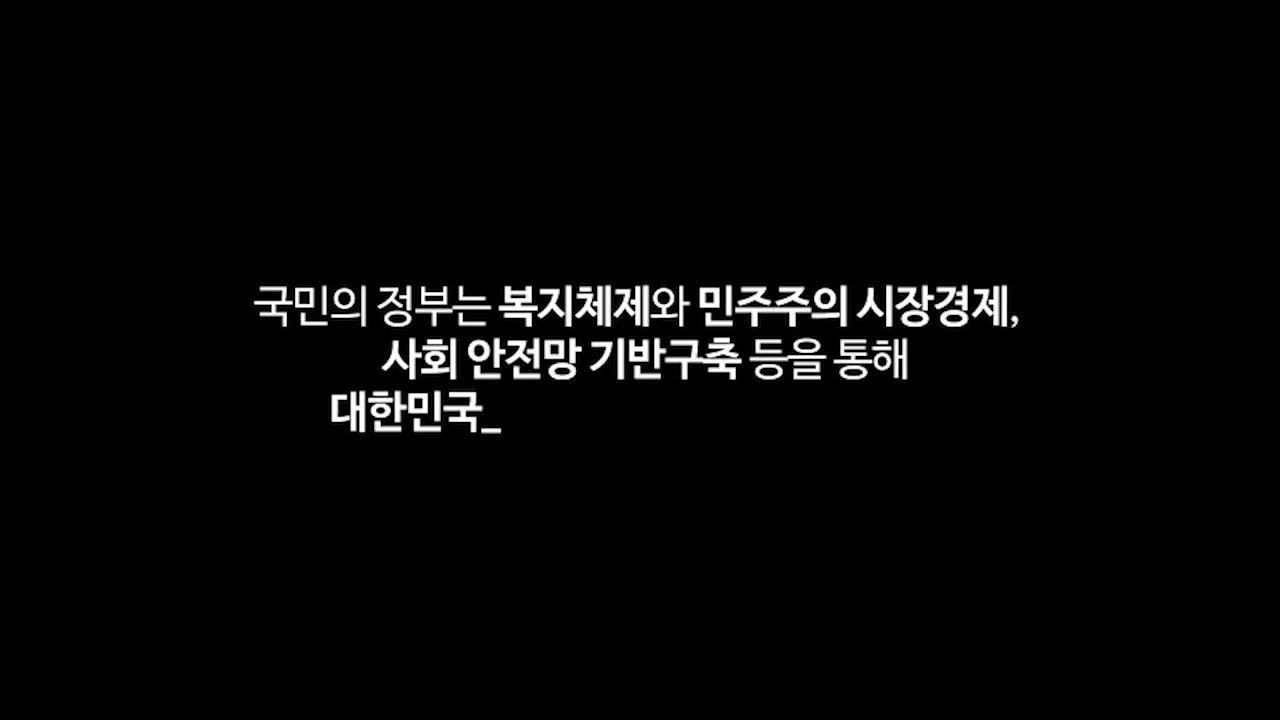 국민의 정부는 복지체제와 민주주의 시장경제,
사회 안전망 기반구축 등을 통해
대한민국_